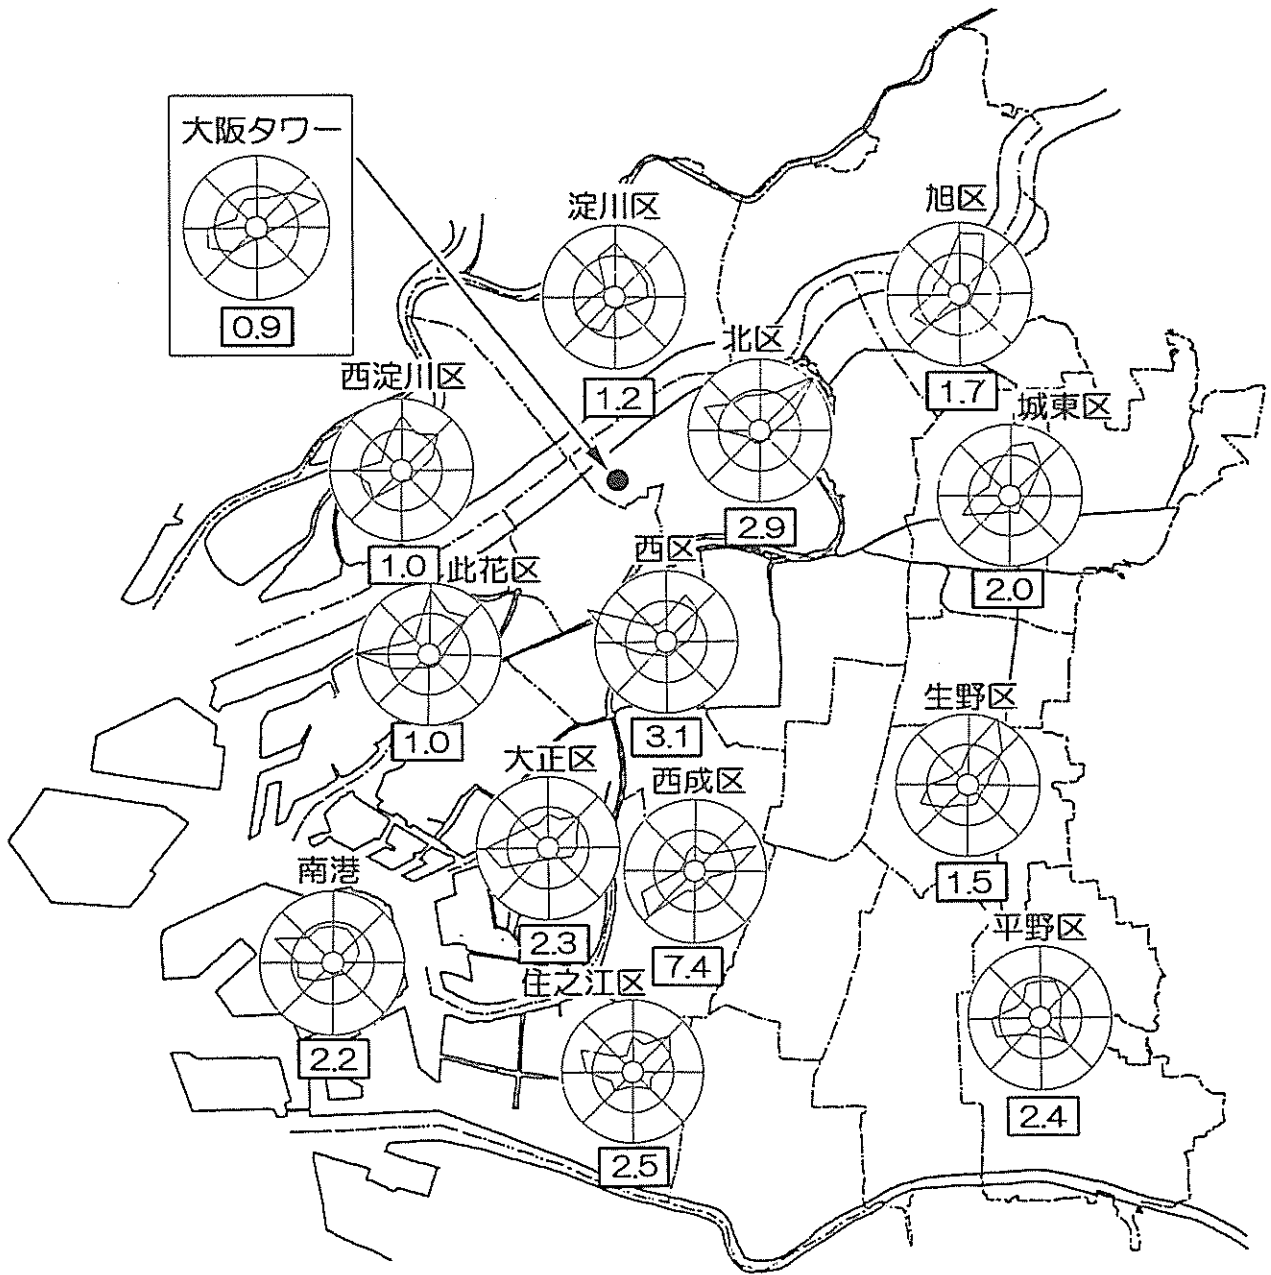 大阪タワー
0.9
淀川区
1.2
旭区
1.7
北区
2.9
西淀川区
1.0
城東区
2.0
此花区
1.0
西区
3.1
生野区
1.5
大正区
2.3
西成区
7.4
南港
2.2
平野区
2.4
住之江区
2.5